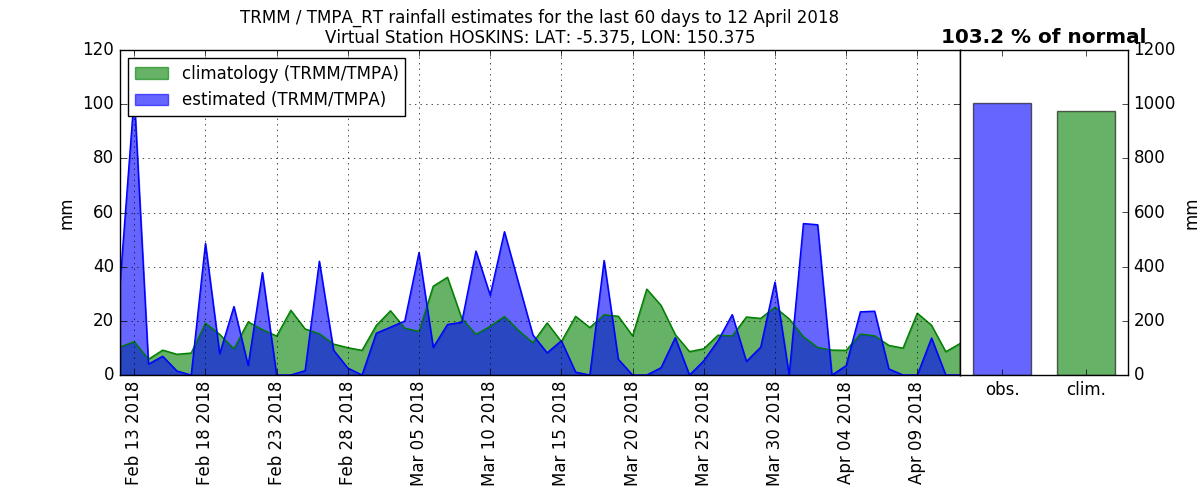 TRMM / TMPA_RT rainfall estimates for the last 60 days to 12 April 2018
Virtual Station HOSKINS: LAT: -5.375, LON: 150.375
103.2 % of normal
climatology (TRMM/TMPA)
estimated (TRMM/TMPA)
120
100
80
60
40
20
0
mm
1200
1000
800
600
400
200
0
mm
obs.
clim.
Feb 13 2018
Feb 18 2018
Feb 23 2018
Feb 28 2018
Mar 05 2018
Mar 10 2018
Mar 15 2018
Mar 20 2018
Mar 25 2018
Mar 30 2018
Apr 04 2018
Apr 09 2018